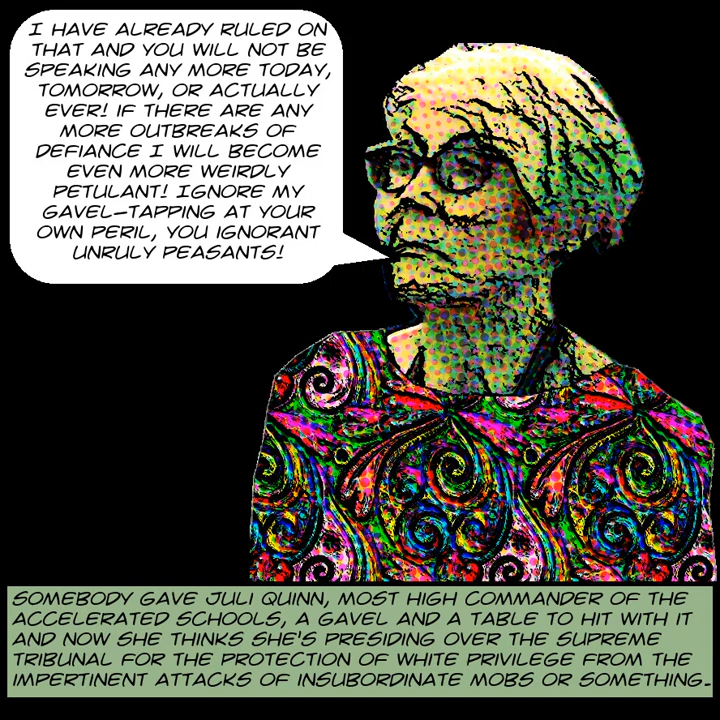 I HAVE ALREADY RULED ON
THAT AND YOU WILL NOT BE
SPEAKING ANY MORE TODAY,
TOMORROW, OR ACTUALLY
EVER! IF THERE ARE ANY
MORE OUTBREAKS OF
DEFIANCE I WILL BECOME
EVEN MORE WEIRDLY
PETULANT! IGNORE MY
GAVEL-TAPPING AT YOUR
OWN PERIL, YOU IGNORANT
UNRULY PEASANTS!
SOMEBODY GAVE JULI QUINN, MOST HIGH COMMANDER OF THE
ACCELERATED SCHOOLS, A GAVEL AND A TABLE TO HIT WITH IT
AND NOW SHE THINKS SHE'S PRESIDING OVER THE SUPREME
TRIBUNAL FOR THE PROTECTION OF WHITE PRIVILEGE FROM THE
IMPERTINENT ATTACKS OF INSUBORDINATE MOBS OR SOMETHING.